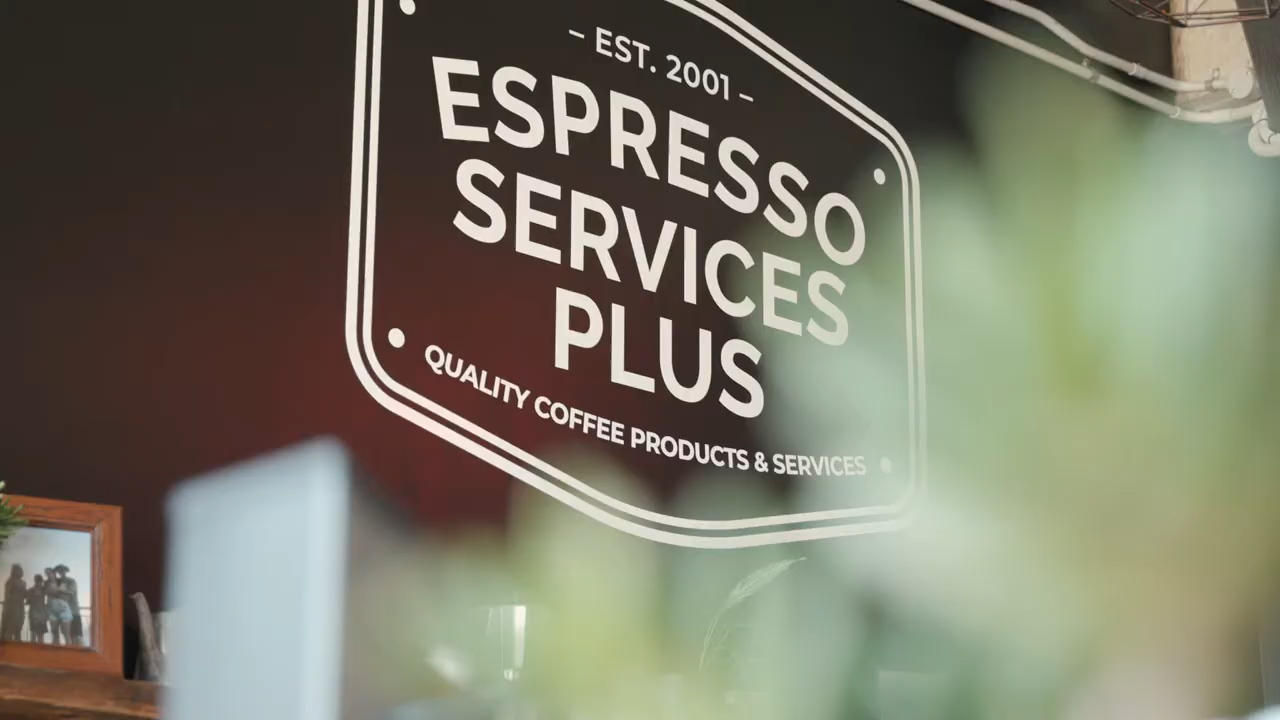 – EST. 2001 –
ESPRESSO
SERVICES
PLUS
QUALITY COFFEE PRODUCTS & SERVICES